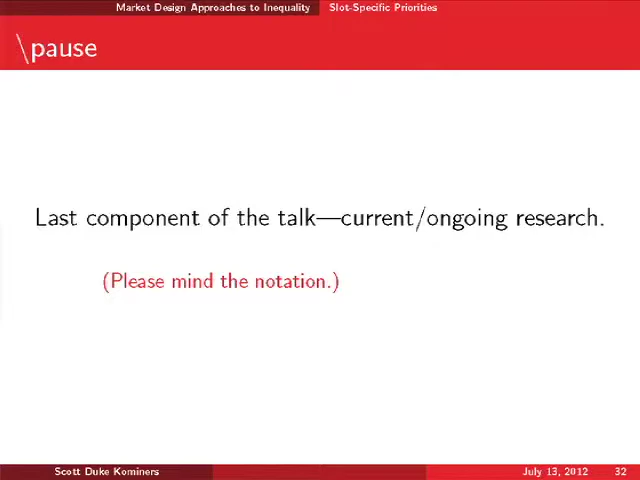 Market Design Approaches to Inequality Slot-Specific Priorities
\pause
Last component of the talk—current/ongoing research.
(Please mind the notation.)
Scott Duke Kominers July 13, 2012 32